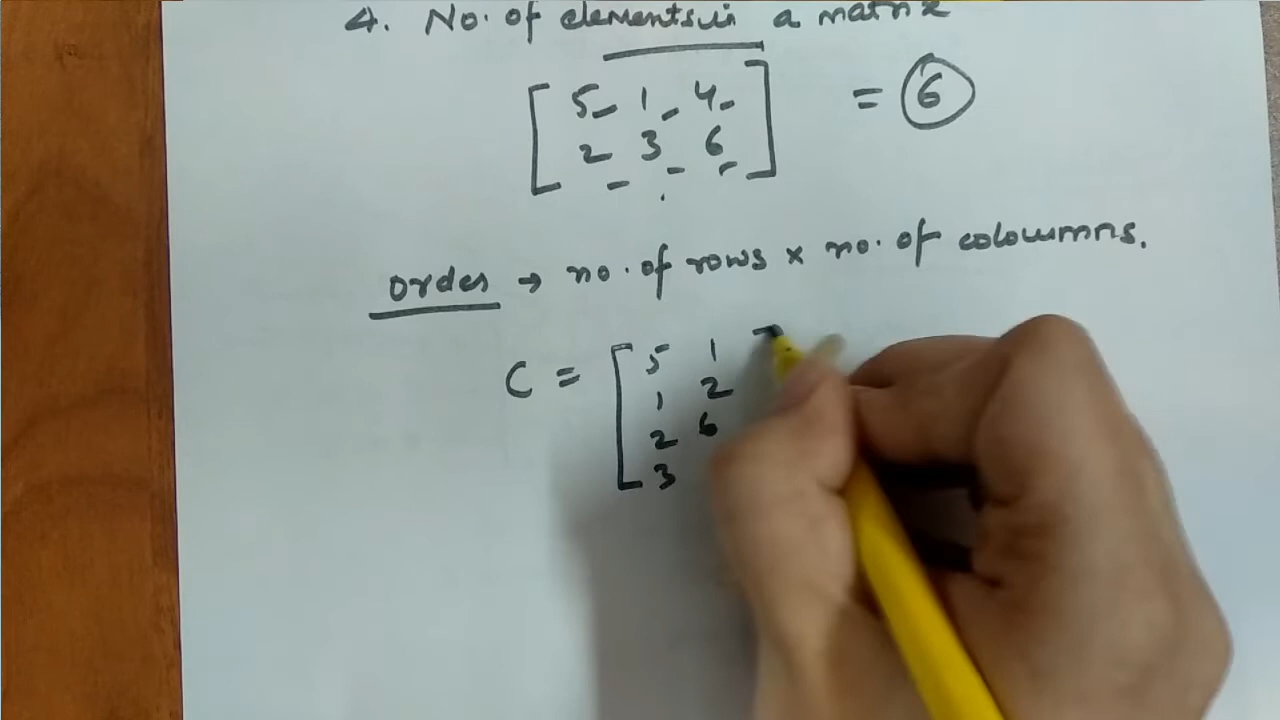 4. No. of elements in a matrix
[ 5 1 4 ] = 6
2 3 6
order → no. of rows × no. of coloumns.
C = [ 5 1
1 2
2 6
3